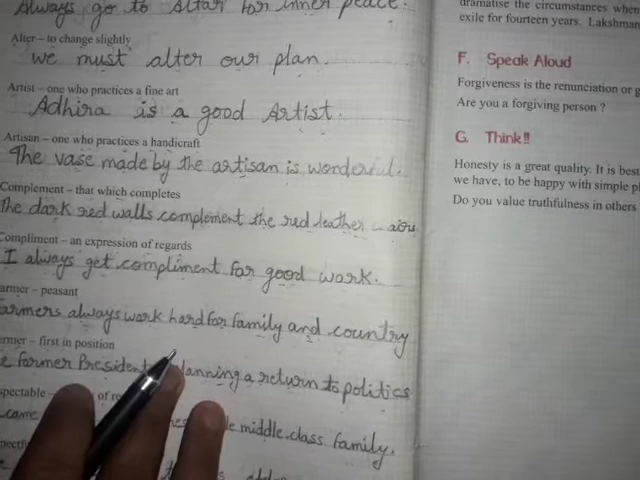 Always go to Altar for inner peace.
Alter – to change slightly
we must alter our plan.
Artist – one who practices a fine art
Adhira is a good Artist.
Artisan – one who practices a handicraft
The vase made by the artisan is wonderful.
Complement – that which completes
The dark red walls complement the red leather
Compliment – an expression of regards
I always get compliment for good work.
armer – peasant
armers always work hard for family and country
rmer – first in position
e former President planning a return to politics
spectable – of re
came middle class family.
pectf
dramatise the circumstances when
exile for fourteen years. Lakshman
F. Speak Aloud
Forgiveness is the renunciation or g
Are you a forgiving person ?
G. Think!!
Honesty is a great quality. It is best
we have, to be happy with simple pl
Do you value truthfulness in others